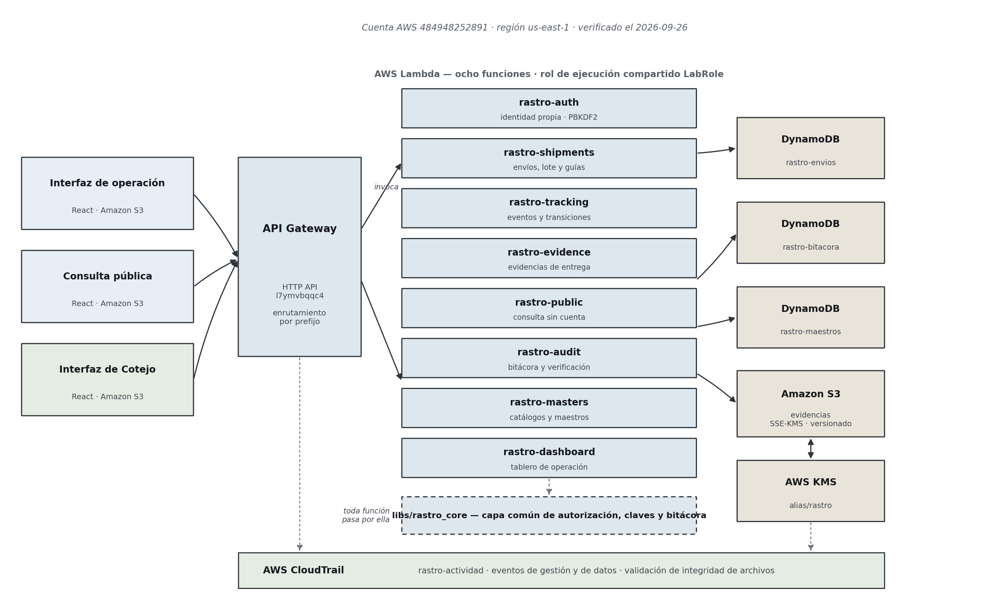 Cuenta AWS 484948252891 · región us-east-1 · verificado el 2026-09-26
AWS Lambda — ocho funciones · rol de ejecución compartido LabRole
Interfaz de operación
React · Amazon S3
Consulta pública
React · Amazon S3
Interfaz de Cotejo
React · Amazon S3
API Gateway
HTTP API
l7ymvbqqc4
enrutamiento
por prefijo
invoca
rastro-auth
identidad propia · PBKDF2
rastro-shipments
envíos, lote y guías
rastro-tracking
eventos y transiciones
rastro-evidence
evidencias de entrega
rastro-public
consulta sin cuenta
rastro-audit
bitácora y verificación
rastro-masters
catálogos y maestros
rastro-dashboard
tablero de operación
toda función
pasa por ella
libs/rastro_core — capa común de autorización, claves y bitácora
DynamoDB
rastro-envios
DynamoDB
rastro-bitacora
DynamoDB
rastro-maestros
Amazon S3
evidencias
SSE-KMS · versionado
AWS KMS
alias/rastro
AWS CloudTrail
rastro-actividad · eventos de gestión y de datos · validación de integridad de archivos